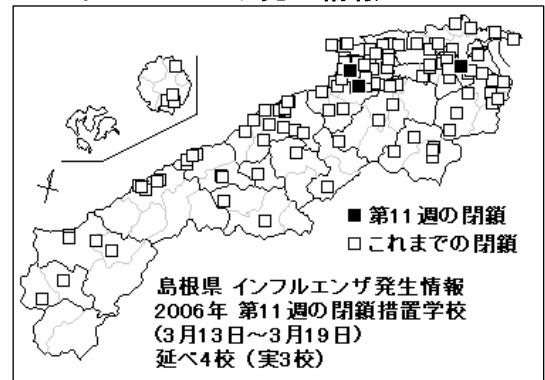 ■ 第11週の閉鎖
□ これまでの閉鎖
島根県 インフルエンザ発生情報
2006年 第11週の閉鎖措置学校
(3月13日～3月19日)
延べ4校（実3校）